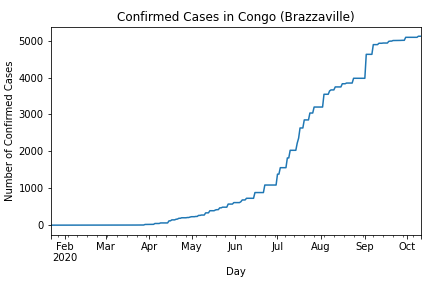 Confirmed Cases in Congo (Brazzaville)
Number of Confirmed Cases
5000
4000
3000
2000
1000
0
Feb Mar Apr May Jun Jul Aug Sep Oct
2020
Day